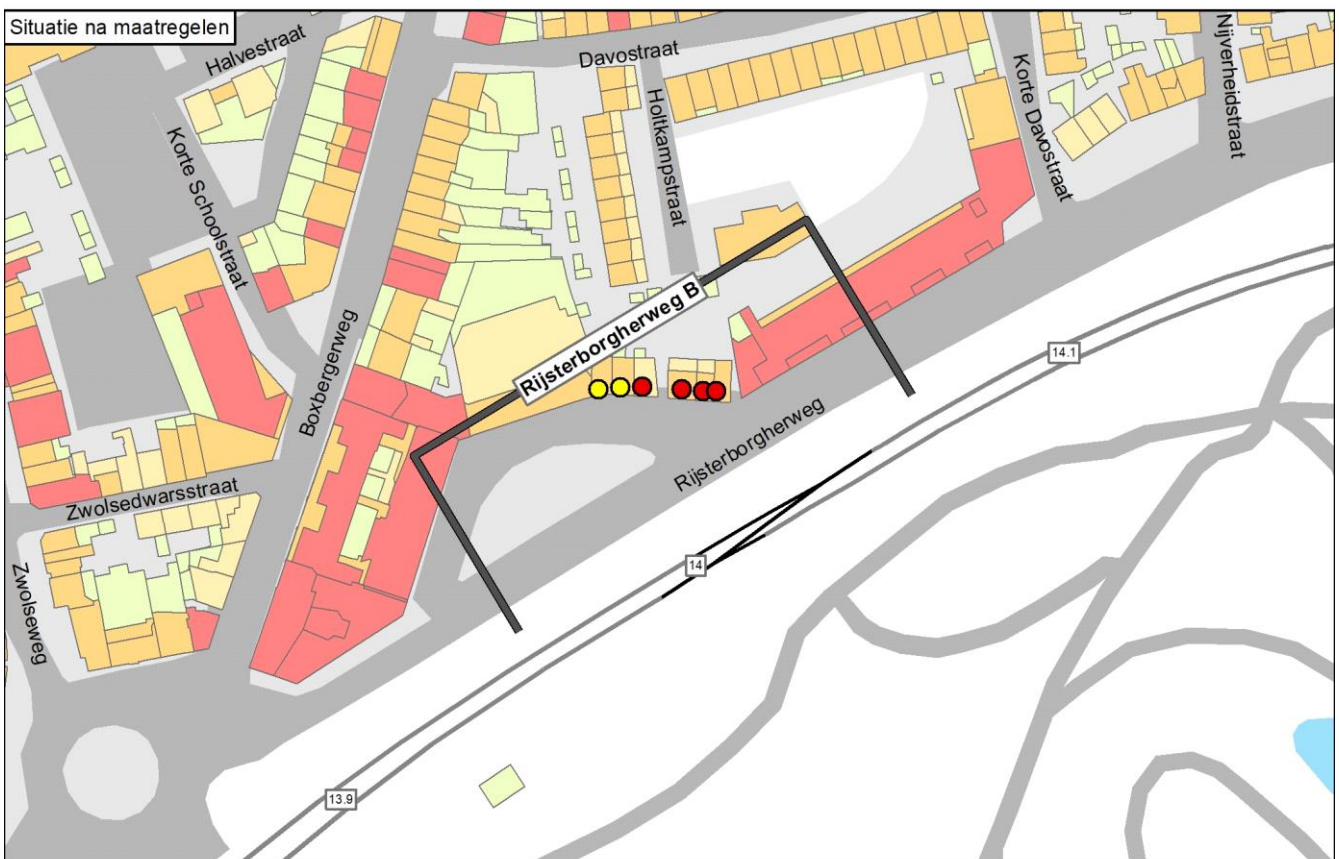 Situatie na maatregelen
Halvestraat
Davostraat
Nijverheidstraat
Korte Davostraat
Holtkampstraat
Korte Schoolstraat
Rijsterborgherweg B
14.1
Boxbergerweg
Rijsterborgherweg
Zwolsedwarsstraat
14
Zwolseweg
13.9